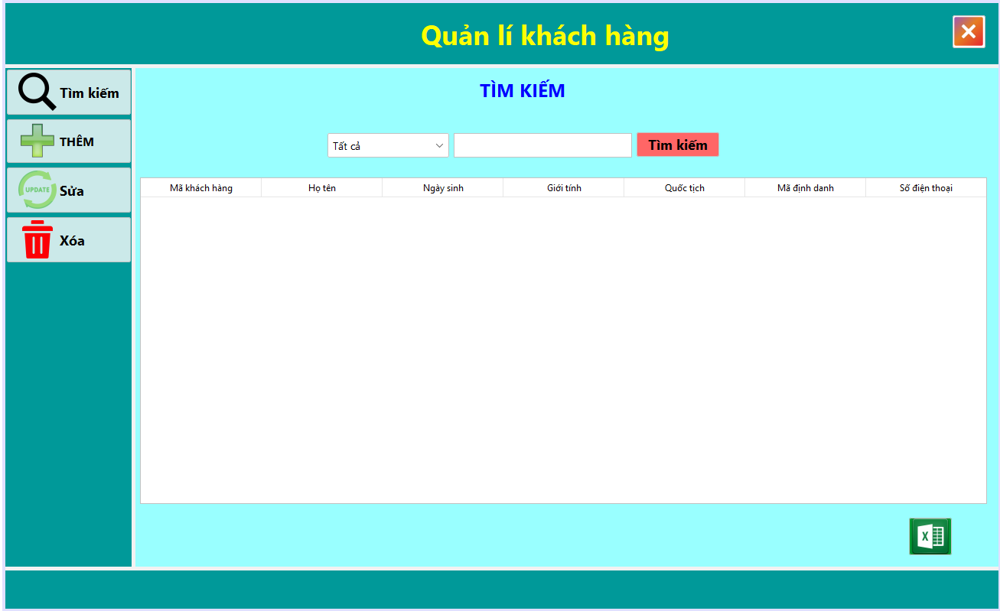 Quản lí khách hàng
Tìm kiếm
THÊM
UPDATE
Sửa
Xóa
TÌM KIẾM
Tất cả
Tìm kiếm
Mã khách hàng Họ tên Ngày sinh Giới tính Quốc tịch Mã định danh Số điện thoại
X